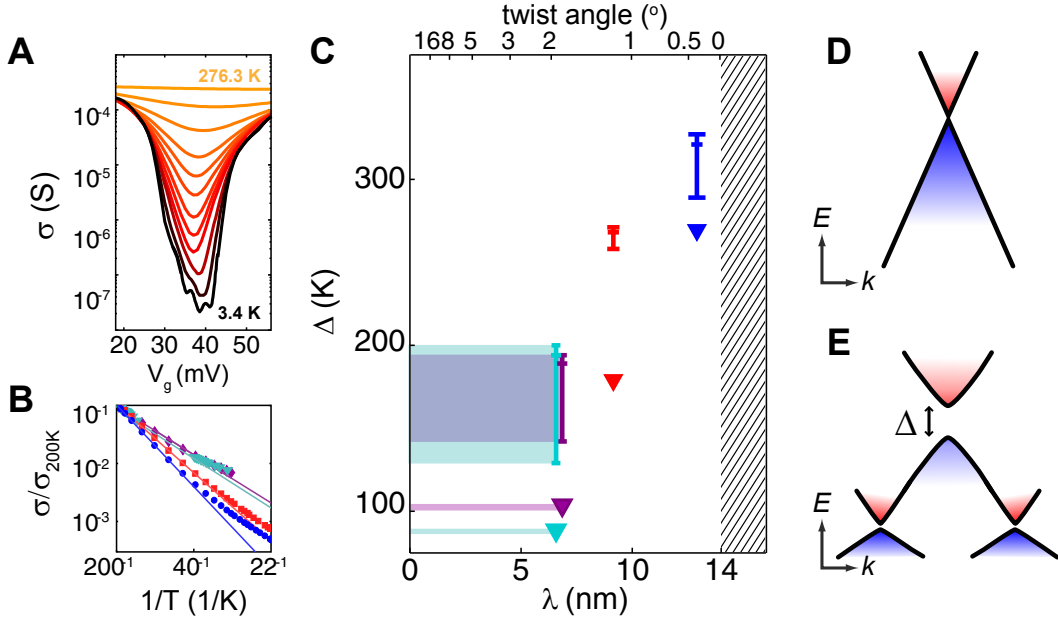 A
276.3 K
10⁻⁴
10⁻⁵
10⁻⁶
10⁻⁷
3.4 K
σ (S)
20
30
40
50
V_g (mV)
B
10⁻¹
10⁻²
10⁻³
σ/σ₂₀₀K
200⁻¹
40⁻¹
22⁻¹
1/T (1/K)
C
twist angle (°)
168 5 3 2 1 0.5 0
300
200
100
Δ (K)
0 5 10 14
λ (nm)
D
E
k
E
Δ
E
k